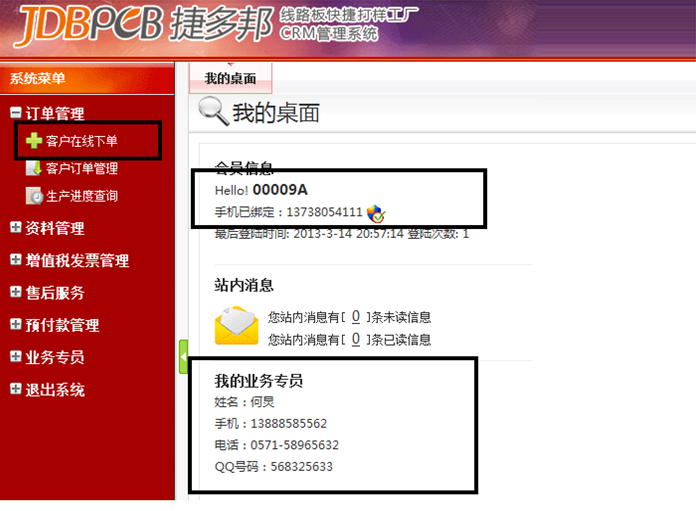 JDBPCB 捷多邦 线路板快捷打样工厂
CRM管理系统
系统菜单
订单管理
客户在线下单
客户订单管理
生产进度查询
资料管理
增值税发票管理
售后服务
预付款管理
业务专员
退出系统
我的桌面
我的桌面
会员信息
Hello! 00009A
手机已绑定：13738054111
最后登陆时间: 2013-3-14 20:57:14 登陆次数: 1
站内消息
您站内消息有[ 0 ]条未读信息
您站内消息有[ 0 ]条已读信息
我的业务专员
姓名：何炅
手机：13888585562
电话：0571-58965632
QQ号码：568325633